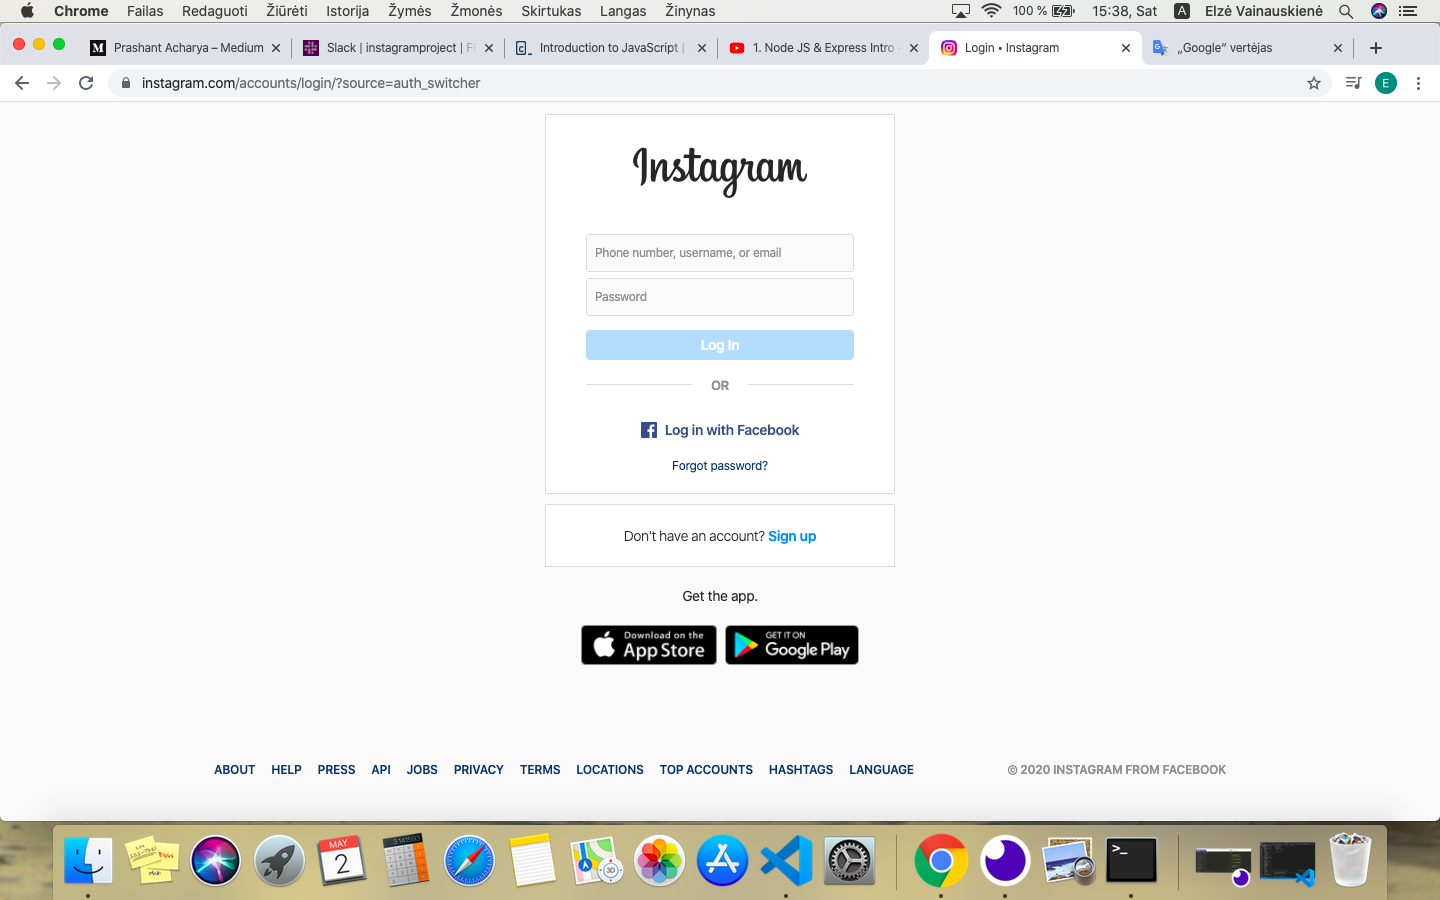 Chrome Failas Redaguoti Žiūrėti Istorija Žymės Žmonės Skirtukas Langas Žinynas 100 % 15:38, Sat A Elzė Vainauskienė
M Prashant Acharya – Medium Slack | instagramproject | Introduction to JavaScript 1. Node JS & Express Intro Login • Instagram „Google“ vertėjas
instagram.com/accounts/login/?source=auth_switcher E
Instagram
Phone number, username, or email
Password
Log In
OR
Log in with Facebook
Forgot password?
Don't have an account? Sign up
Get the app.
Download on the App Store
GET IT ON Google Play
ABOUT HELP PRESS API JOBS PRIVACY TERMS LOCATIONS TOP ACCOUNTS HASHTAGS LANGUAGE © 2020 INSTAGRAM FROM FACEBOOK
MAY
2
3D
>_